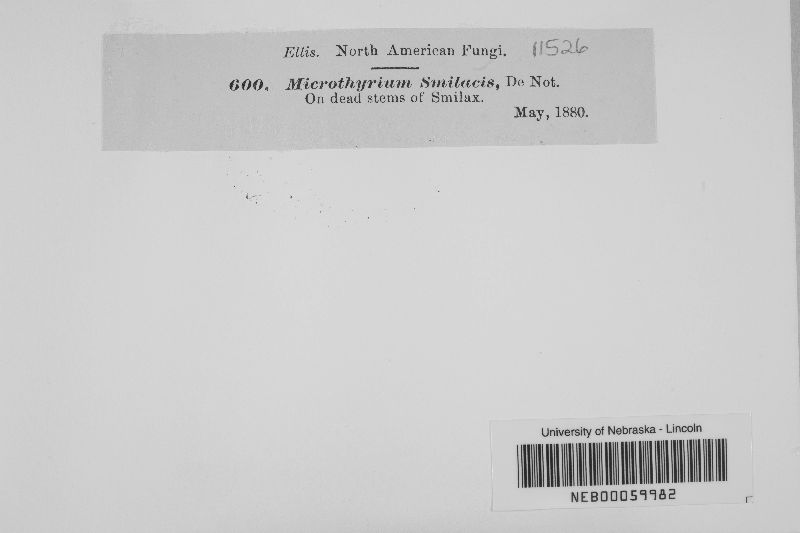 Ellis. North American Fungi. 11526
600. Microthyrium Smilacis, De Not.
On dead stems of Smilax.
May, 1880.
University of Nebraska - Lincoln
NEB00059982